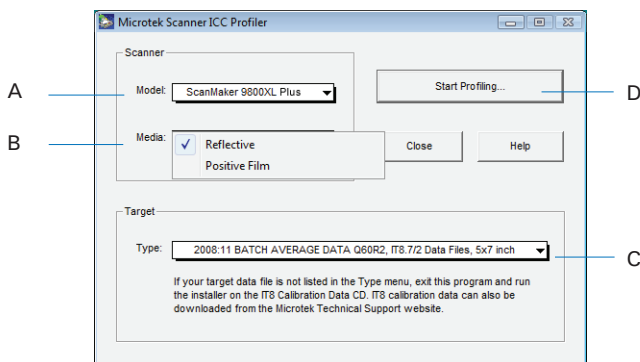 Microtek Scanner ICC Profiler
Scanner
A
Model: ScanMaker 9800XL Plus
Start Profiling...
D
B
Media:
Reflective
Positive Film
Close
Help
Target
Type: 2008:11 BATCH AVERAGE DATA Q60R2, IT8.7/2 Data Files, 5x7 inch
C
If your target data file is not listed in the Type menu, exit this program and run
the installer on the IT8 Calibration Data CD. IT8 calibration data can also be
downloaded from the Microtek Technical Support website.